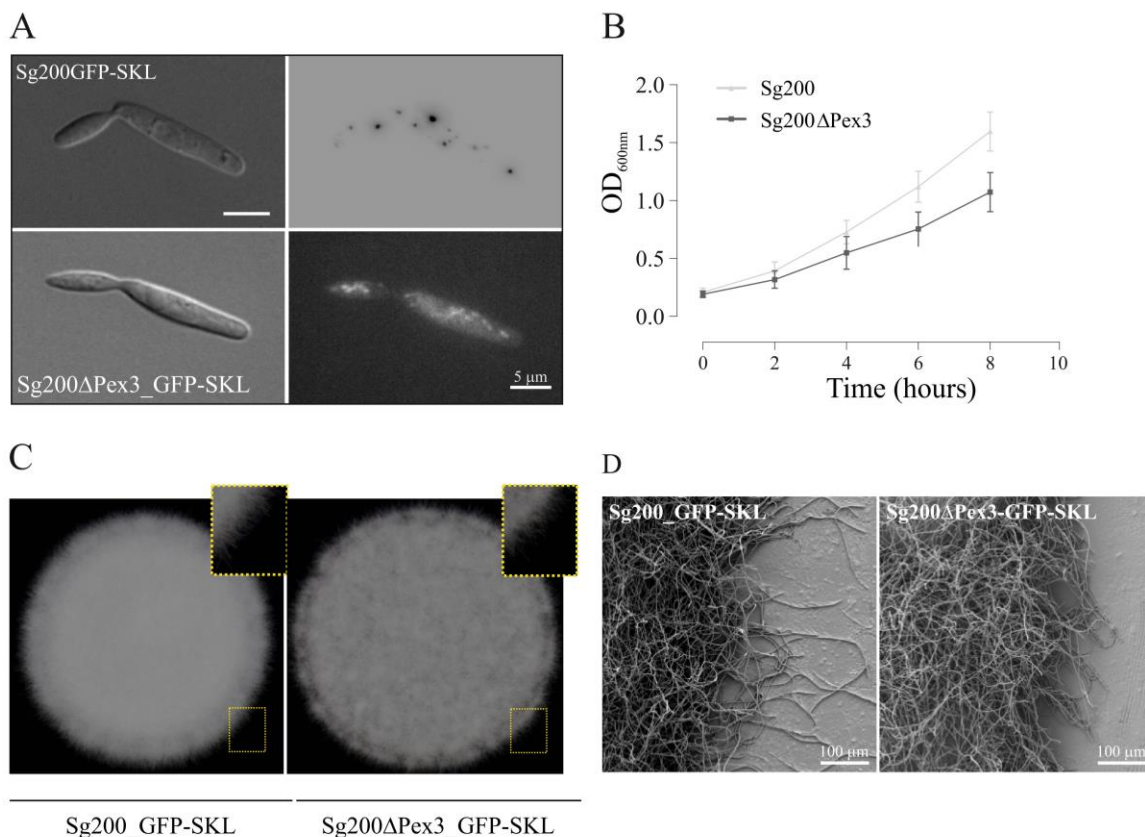 A
Sg200GFP-SKL
Sg200ΔPex3_GFP-SKL
5 µm
B
2.0
1.5
1.0
0.5
0.0
OD600nm
Sg200
Sg200ΔPex3
0 2 4 6 8 10
Time (hours)
C
Sg200_GFP-SKL
Sg200ΔPex3_GFP-SKL
D
Sg200_GFP-SKL
100 µm
Sg200ΔPex3-GFP-SKL
100 µm